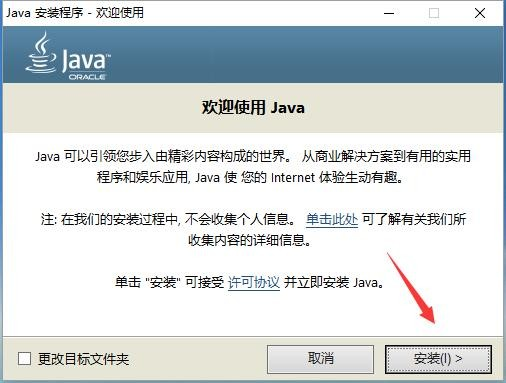 Java 安装程序 - 欢迎使用
Java™
ORACLE
欢迎使用 Java
Java 可以引领您步入由精彩内容构成的世界。 从商业解决方案到有用的实用
程序和娱乐应用, Java 使 您的 Internet 体验生动有趣。
注: 在我们的安装过程中, 不会收集个人信息。 单击此处 可了解有关我们所
收集内容的详细信息。
单击 "安装" 可接受 许可协议 并立即安装 Java。
更改目标文件夹
取消
安装(I) >